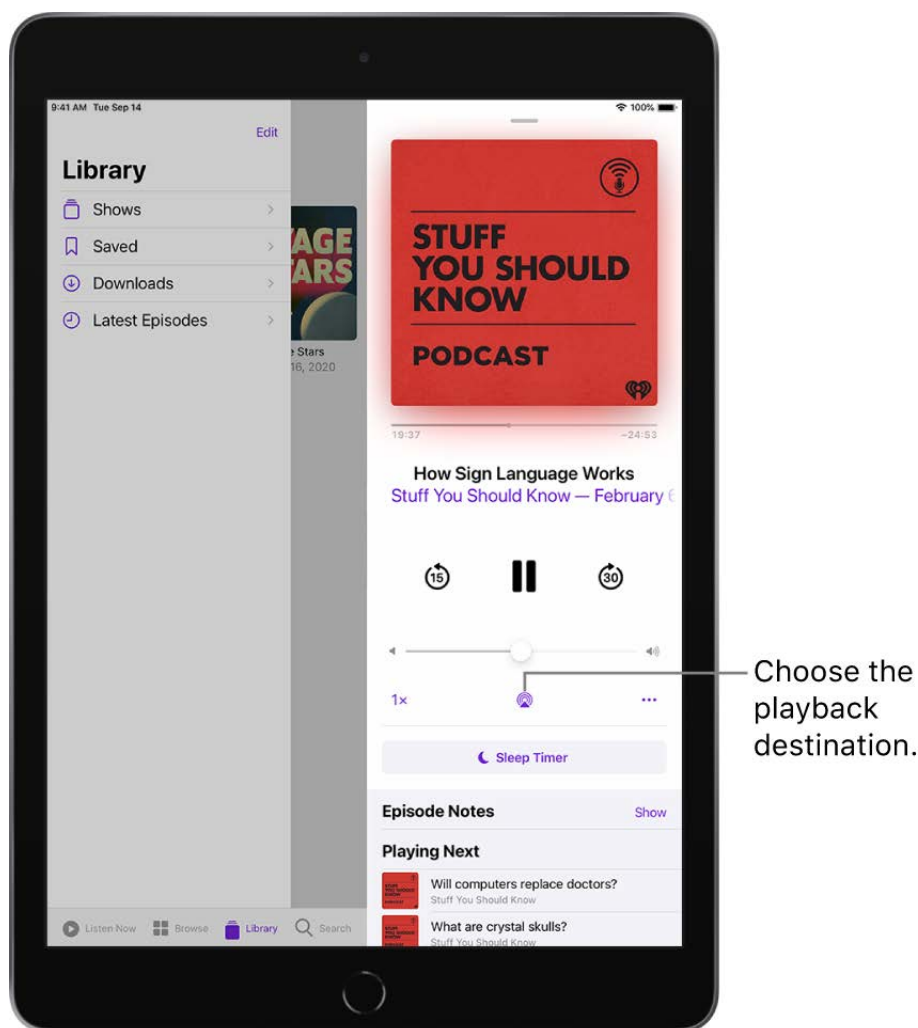 9:41 AM Tue Sep 14
100%
Edit
Library
Shows
Saved
Downloads
Latest Episodes
AGE
ARS
Stars
16, 2020
STUFF
YOU SHOULD
KNOW
PODCAST
19:37
-24:53
How Sign Language Works
Stuff You Should Know — February 6
15
30
1×
Choose the
playback
destination.
Sleep Timer
Episode Notes
Show
Playing Next
Will computers replace doctors?
Stuff You Should Know
What are crystal skulls?
Stuff You Should Know
Listen Now Browse Library Search